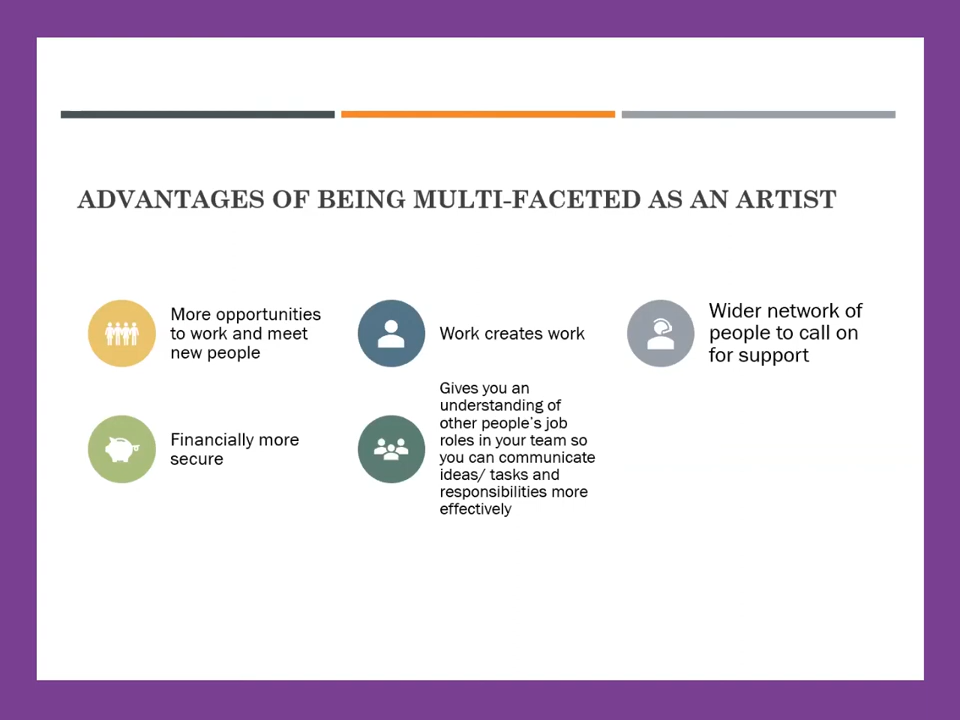 ADVANTAGES OF BEING MULTI-FACETED AS AN ARTIST
More opportunities
to work and meet
new people
Work creates work
Wider network of
people to call on
for support
Financially more
secure
Gives you an
understanding of
other people's job
roles in your team so
you can communicate
ideas/ tasks and
responsibilities more
effectively